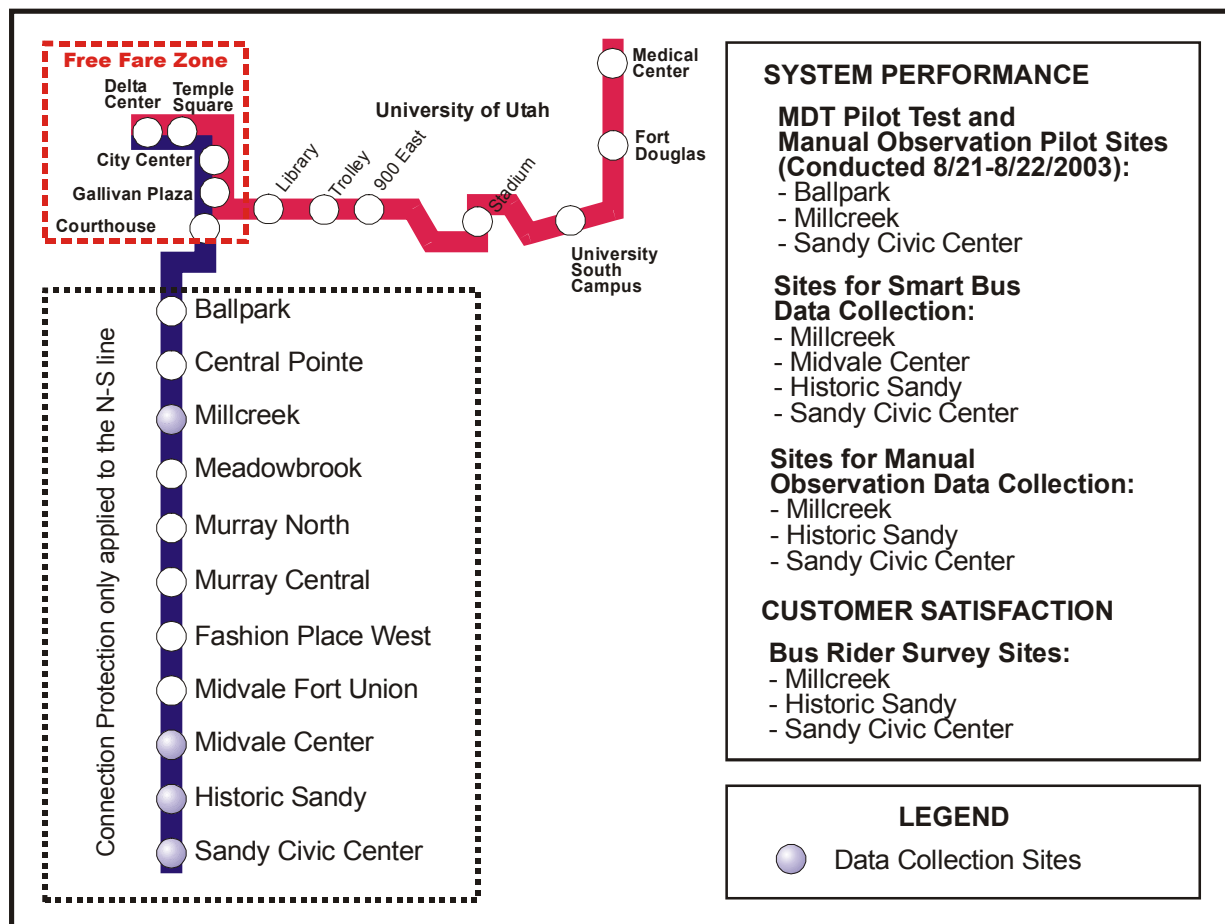 Free Fare Zone
Delta
Center
Temple
Square
City Center
Gallivan Plaza
Courthouse
Library
Trolley
900 East
University of Utah
Stadium
University
South
Campus
Fort
Douglas
Medical
Center
Connection Protection only applied to the N-S line
Ballpark
Central Pointe
Millcreek
Meadowbrook
Murray North
Murray Central
Fashion Place West
Midvale Fort Union
Midvale Center
Historic Sandy
Sandy Civic Center
SYSTEM PERFORMANCE
MDT Pilot Test and
Manual Observation Pilot Sites
(Conducted 8/21-8/22/2003):
- Ballpark
- Millcreek
- Sandy Civic Center
Sites for Smart Bus
Data Collection:
- Millcreek
- Midvale Center
- Historic Sandy
- Sandy Civic Center
Sites for Manual
Observation Data Collection:
- Millcreek
- Historic Sandy
- Sandy Civic Center
CUSTOMER SATISFACTION
Bus Rider Survey Sites:
- Millcreek
- Historic Sandy
- Sandy Civic Center
LEGEND
Data Collection Sites